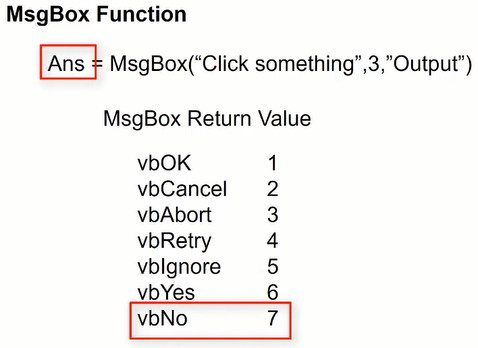 MsgBox Function
Ans = MsgBox(“Click something”,3,”Output”)
MsgBox Return Value
vbOK 1
vbCancel 2
vbAbort 3
vbRetry 4
vbIgnore 5
vbYes 6
vbNo 7